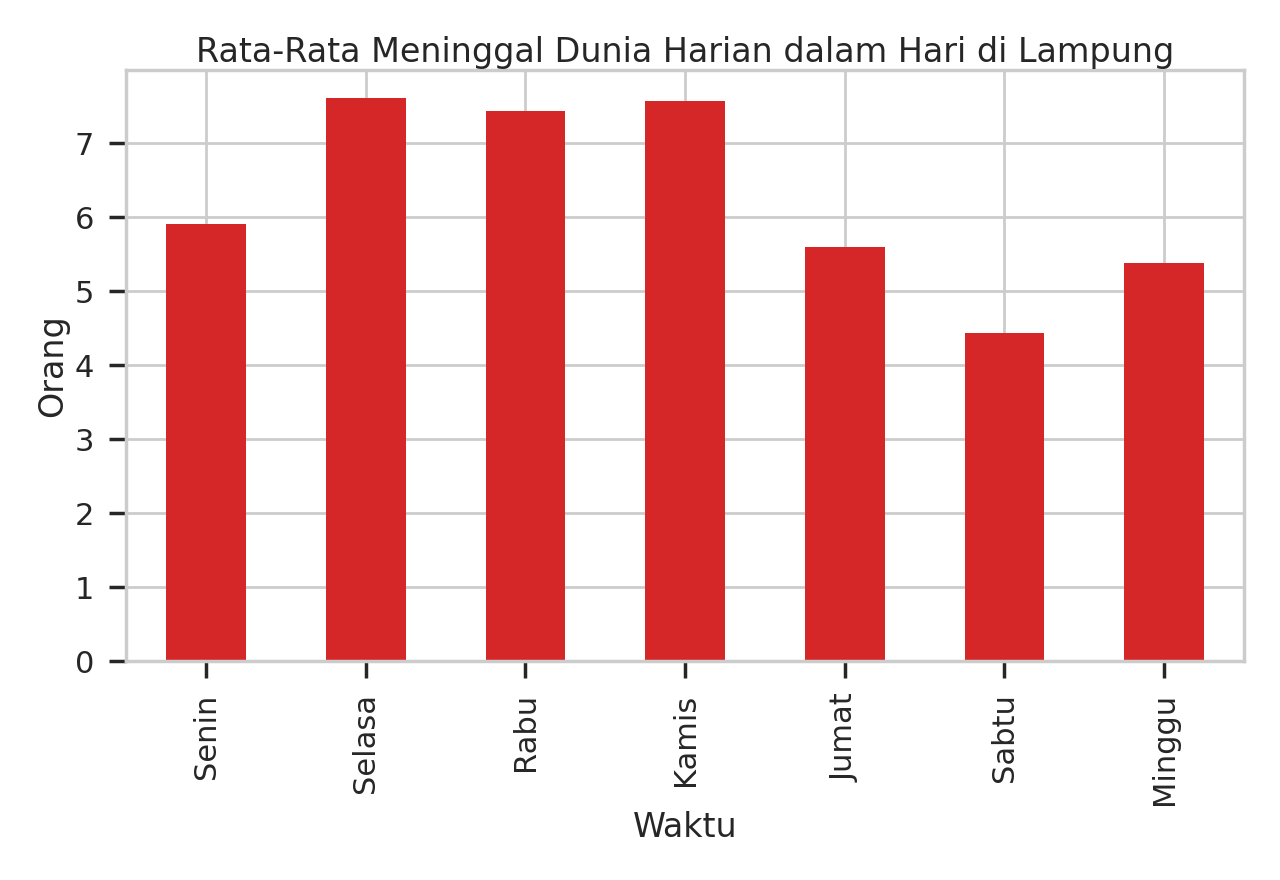 Rata-Rata Meninggal Dunia Harian dalam Hari di Lampung
Orang
7
6
5
4
3
2
1
0
Senin
Selasa
Rabu
Kamis
Jumat
Sabtu
Minggu
Waktu